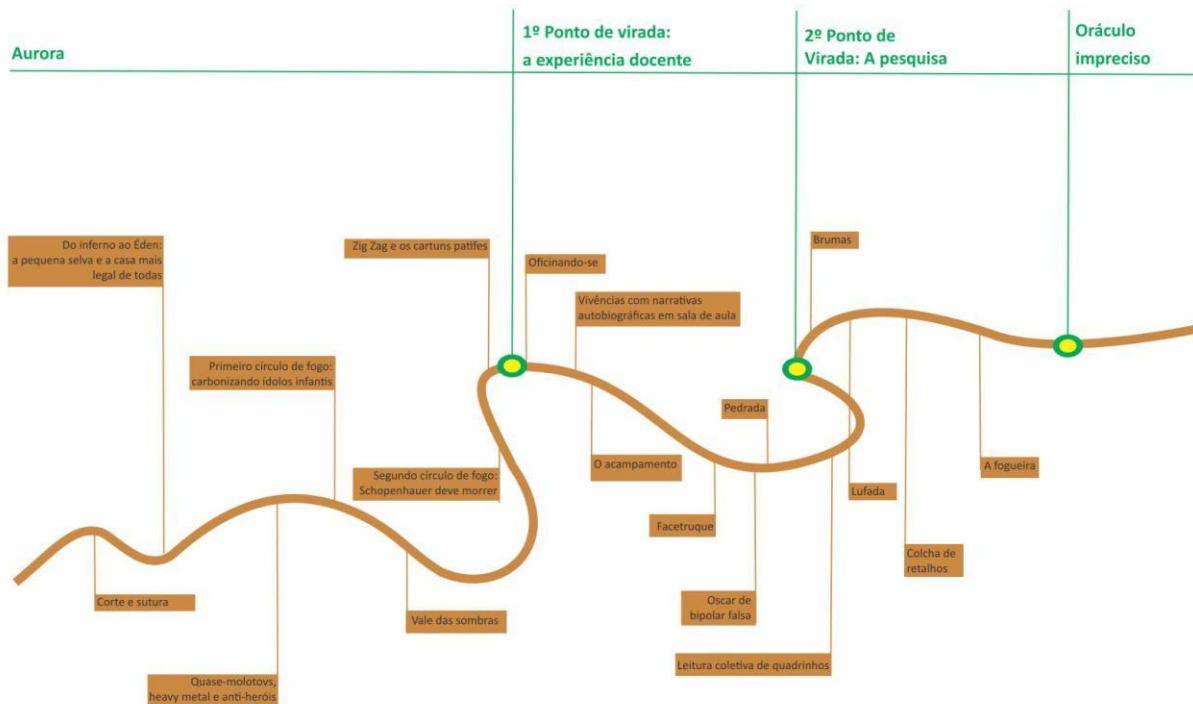 Aurora
1º Ponto de virada:
a experiência docente
2º Ponto de
Virada: A pesquisa
Oráculo
impreciso
Do inferno ao Éden:
a pequena selva e a casa mais
legal de todas
Zig Zag e os cartuns patifes
Oficinando-se
Brumas
Vivências com narrativas
autobiográficas em sala de aula
Primeiro círculo de fogo:
carbonizando ídolos infantis
Pedrada
Segundo círculo de fogo:
Schopenhauer deve morrer
O acampamento
A fogueira
Lufada
Facetruque
Colcha de
retalhos
Corte e sutura
Vale das sombras
Oscar de
bipolar falsa
Leitura coletiva de quadrinhos
Quase-molotovs,
heavy metal e anti-heróis